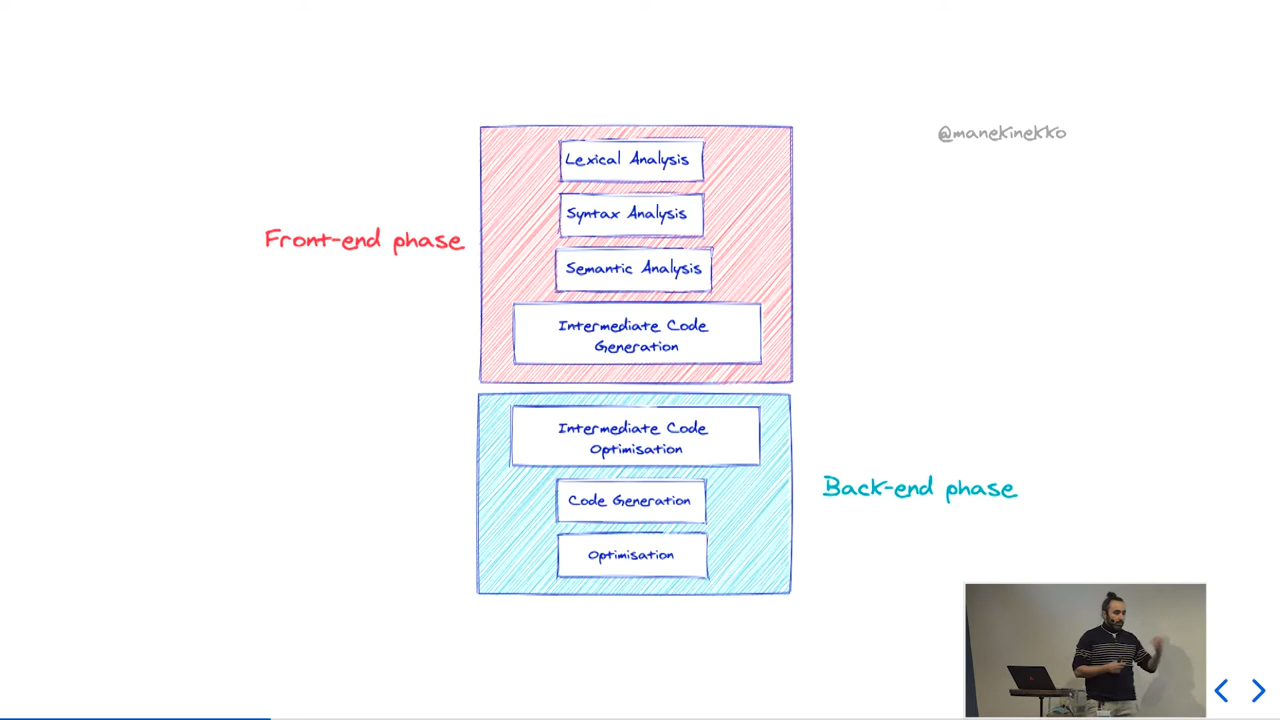 @manekinekko
Lexical Analysis
Syntax Analysis
Front-end phase
Semantic Analysis
Intermediate Code
Generation
Intermediate Code
Optimisation
Back-end phase
Code Generation
Optimisation